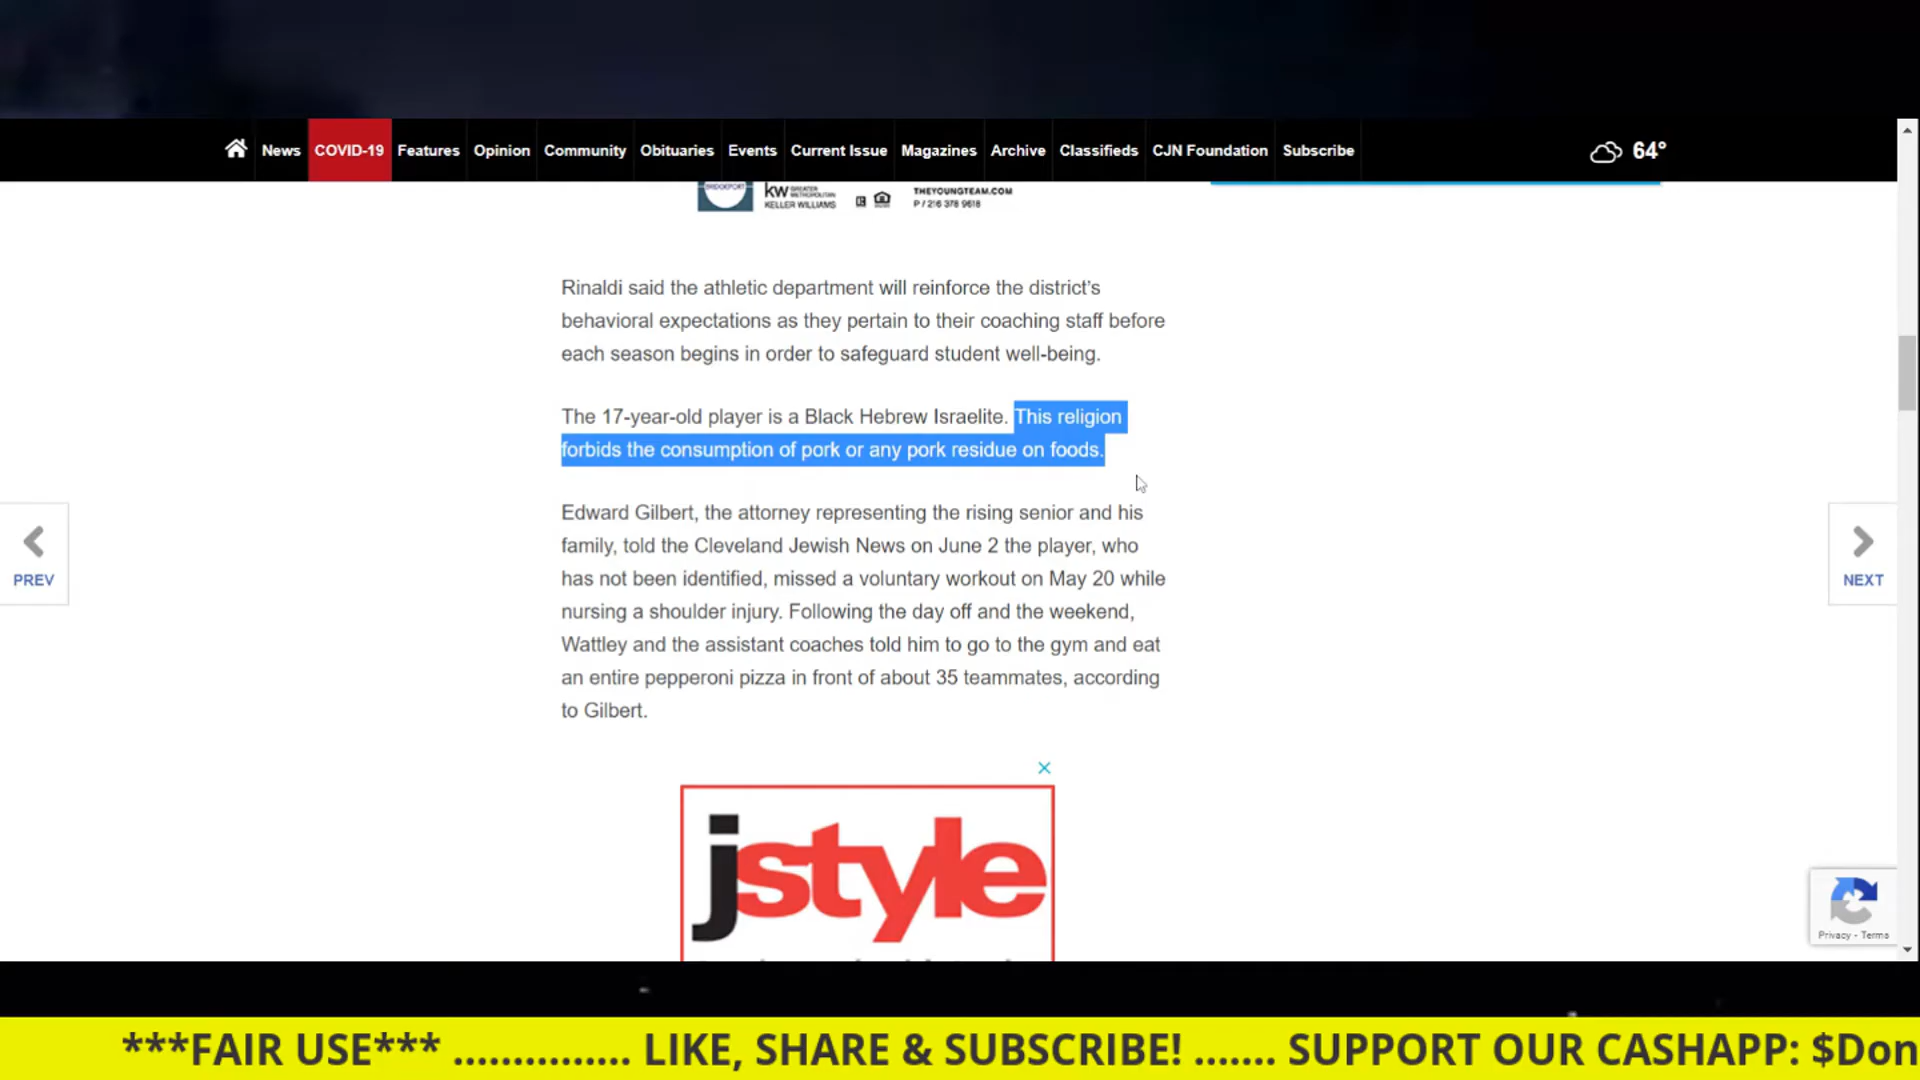 News COVID-19 Features Opinion Community Obituaries Events Current Issue Magazines Archive Classifieds CJN Foundation Subscribe 64°
BRIDGEPORT kw GREATER METROPOLITAN KELLER WILLIAMS THEYOUNGTEAM.COM
P / 216 378 9618
Rinaldi said the athletic department will reinforce the district's
behavioral expectations as they pertain to their coaching staff before
each season begins in order to safeguard student well-being.
The 17-year-old player is a Black Hebrew Israelite. This religion
forbids the consumption of pork or any pork residue on foods.
Edward Gilbert, the attorney representing the rising senior and his
family, told the Cleveland Jewish News on June 2 the player, who
has not been identified, missed a voluntary workout on May 20 while
nursing a shoulder injury. Following the day off and the weekend,
Wattley and the assistant coaches told him to go to the gym and eat
an entire pepperoni pizza in front of about 35 teammates, according
to Gilbert.
PREV
NEXT
jstyle
Privacy - Terms
***FAIR USE*** ............... LIKE, SHARE & SUBSCRIBE! ....... SUPPORT OUR CASHAPP: $Don